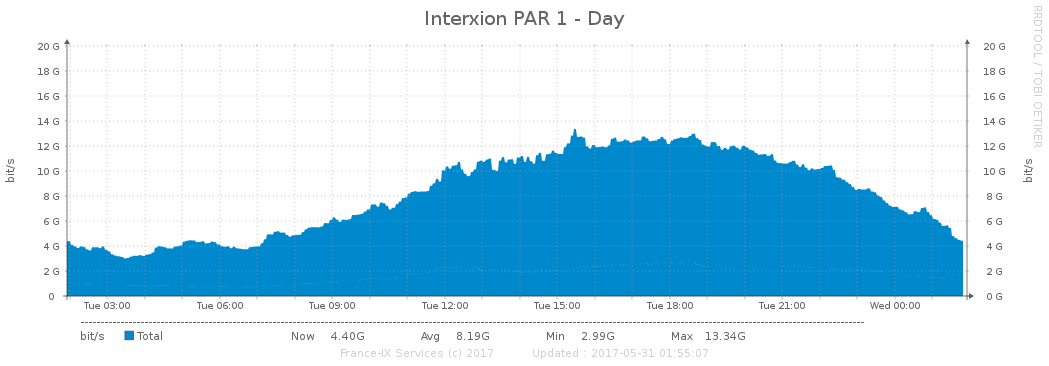 Interxion PAR 1 - Day
RRDTOOL / TOBI OETIKER
20 G 20 G
18 G 18 G
16 G 16 G
14 G 14 G
12 G 12 G
10 G 10 G
8 G 8 G
6 G 6 G
4 G 4 G
2 G 2 G
0 0 G
bit/s
bit/s
Tue 03:00 Tue 06:00 Tue 09:00 Tue 12:00 Tue 15:00 Tue 18:00 Tue 21:00 Wed 00:00
bit/s Total Now 4.40G Avg 8.19G Min 2.99G Max 13.34G
France-IX Services (c) 2017 Updated : 2017-05-31 01:55:07